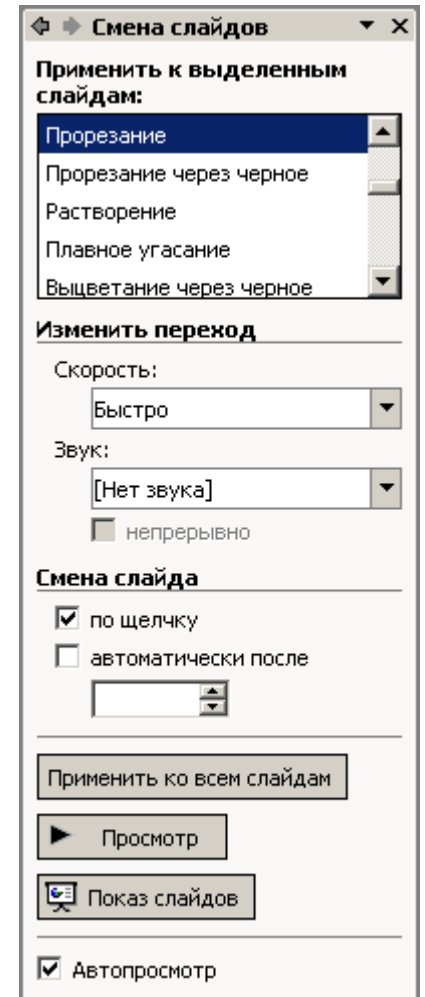 Смена слайдов
Применить к выделенным
слайдам:
Прорезание
Прорезание через черное
Растворение
Плавное угасание
Выцветание через черное
Изменить переход
Скорость:
Быстро
Звук:
[Нет звука]
непрерывно
Смена слайда
по щелчку
автоматически после
Применить ко всем слайдам
Просмотр
Показ слайдов
Автопросмотр